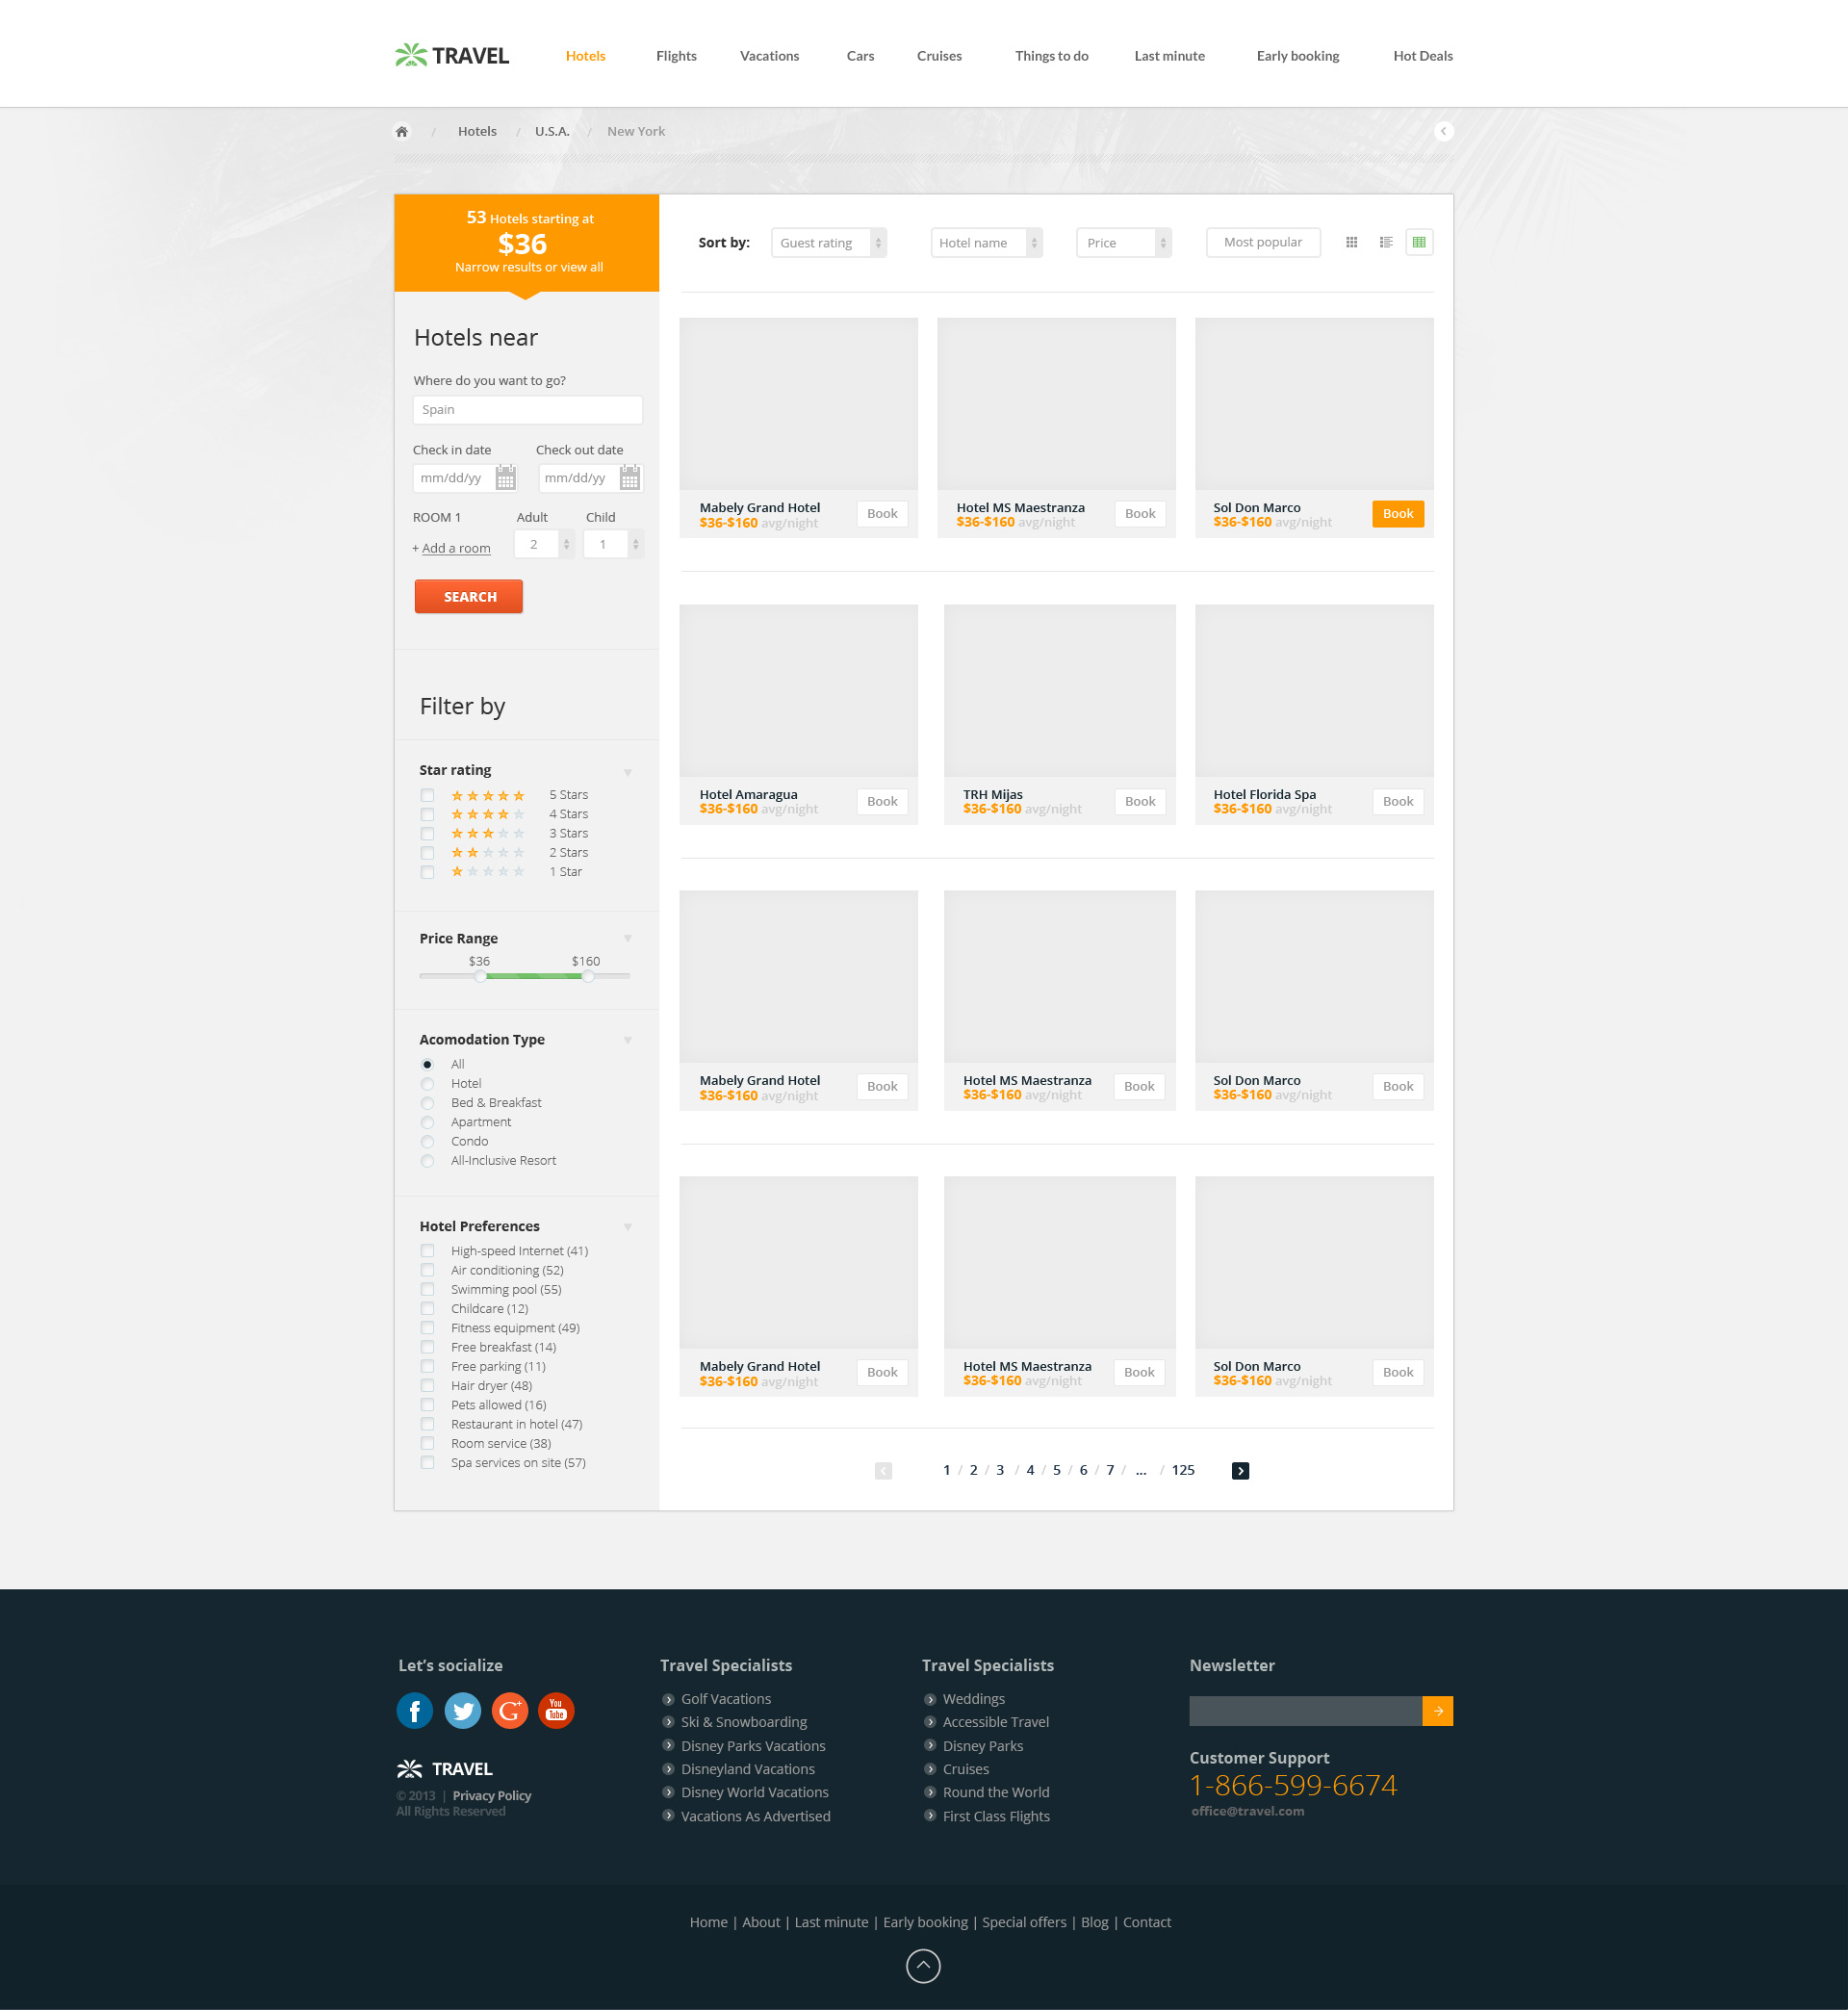 TRAVEL Hotels Flights Vacations Cars Cruises Things to do Last minute Early booking Hot Deals
/ Hotels / U.S.A. / New York
53 Hotels starting at
$36
Narrow results or view all
Hotels near
Where do you want to go?
Spain
Check in date Check out date
mm/dd/yy mm/dd/yy
ROOM 1 Adult Child
+ Add a room 2 1
SEARCH
Filter by
Star rating
5 Stars
4 Stars
3 Stars
2 Stars
1 Star
Price Range
$36 $160
Acomodation Type
All
Hotel
Bed & Breakfast
Apartment
Condo
All-Inclusive Resort
Hotel Preferences
High-speed Internet (41)
Air conditioning (52)
Swimming pool (55)
Childcare (12)
Fitness equipment (49)
Free breakfast (14)
Free parking (11)
Hair dryer (48)
Pets allowed (16)
Restaurant in hotel (47)
Room service (38)
Spa services on site (57)
Sort by: Guest rating Hotel name Price Most popular
Mabely Grand Hotel
$36-$160 avg/night
Book
Hotel MS Maestranza
$36-$160 avg/night
Book
Sol Don Marco
$36-$160 avg/night
Book
Hotel Amaragua
$36-$160 avg/night
Book
TRH Mijas
$36-$160 avg/night
Book
Hotel Florida Spa
$36-$160 avg/night
Book
Mabely Grand Hotel
$36-$160 avg/night
Book
Hotel MS Maestranza
$36-$160 avg/night
Book
Sol Don Marco
$36-$160 avg/night
Book
Mabely Grand Hotel
$36-$160 avg/night
Book
Hotel MS Maestranza
$36-$160 avg/night
Book
Sol Don Marco
$36-$160 avg/night
Book
1 / 2 / 3 / 4 / 5 / 6 / 7 / ... / 125
Let's socialize
You
Tube
TRAVEL
© 2013 | Privacy Policy
All Rights Reserved
Travel Specialists
Golf Vacations
Ski & Snowboarding
Disney Parks Vacations
Disneyland Vacations
Disney World Vacations
Vacations As Advertised
Travel Specialists
Weddings
Accessible Travel
Disney Parks
Cruises
Round the World
First Class Flights
Newsletter
Customer Support
1-866-599-6674
office@travel.com
Home | About | Last minute | Early booking | Special offers | Blog | Contact